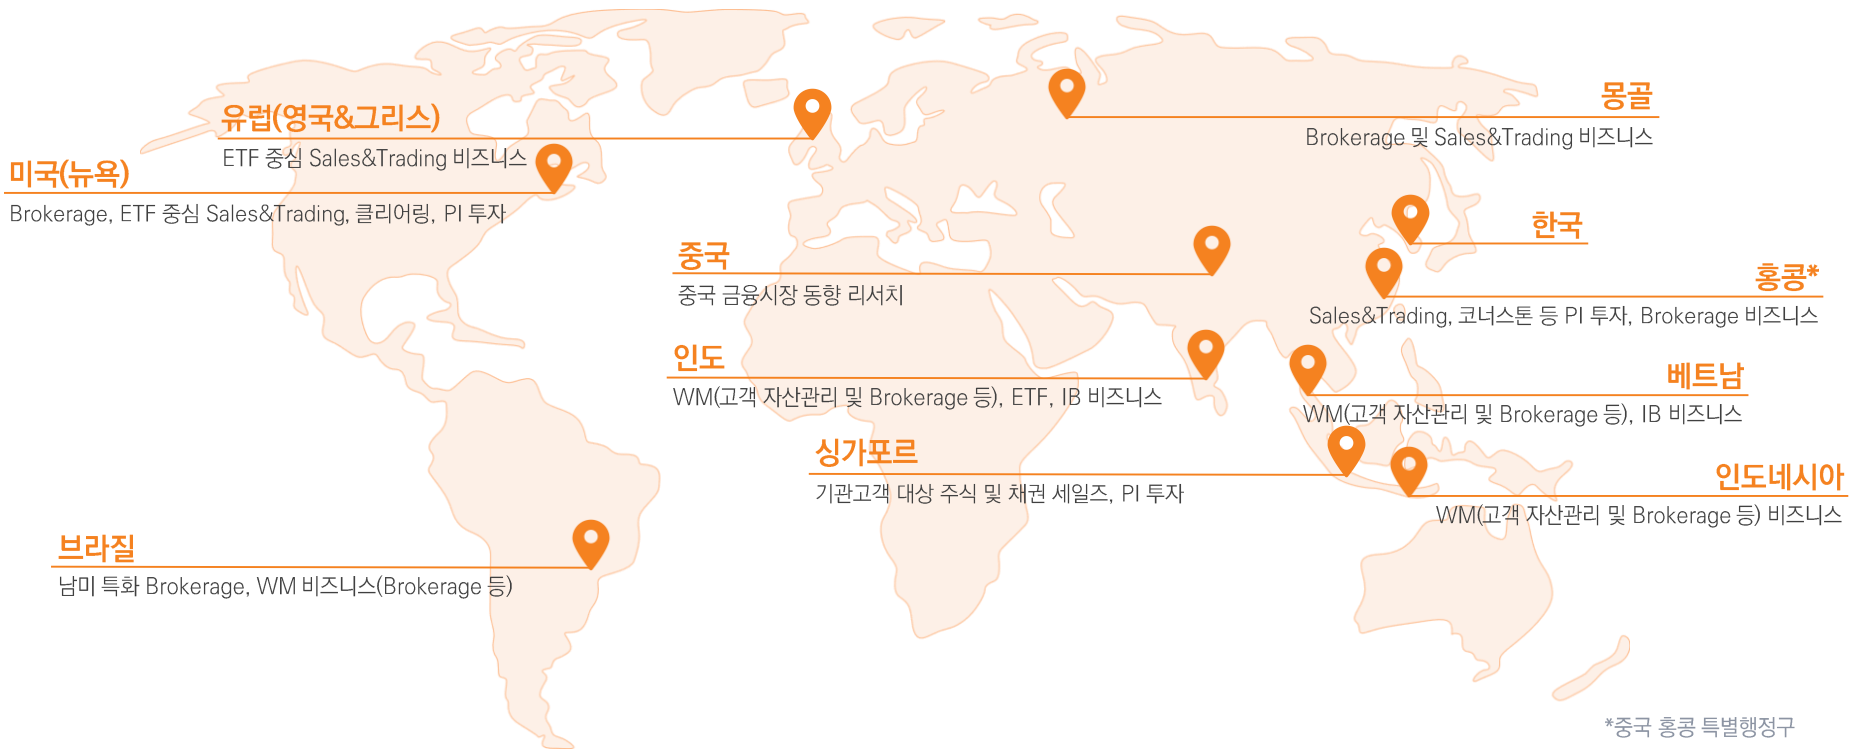 유럽(영국&그리스)
ETF 중심 Sales&Trading 비즈니스
미국(뉴욕)
Brokerage, ETF 중심 Sales&Trading, 클리어링, PI 투자
몽골
Brokerage 및 Sales&Trading 비즈니스
한국
중국
중국 금융시장 동향 리서치
홍콩*
Sales&Trading, 코너스톤 등 PI 투자, Brokerage 비즈니스
인도
WM(고객 자산관리 및 Brokerage 등), ETF, IB 비즈니스
베트남
WM(고객 자산관리 및 Brokerage 등), IB 비즈니스
싱가포르
기관고객 대상 주식 및 채권 세일즈, PI 투자
인도네시아
WM(고객 자산관리 및 Brokerage 등) 비즈니스
브라질
남미 특화 Brokerage, WM 비즈니스(Brokerage 등)
*중국 홍콩 특별행정구